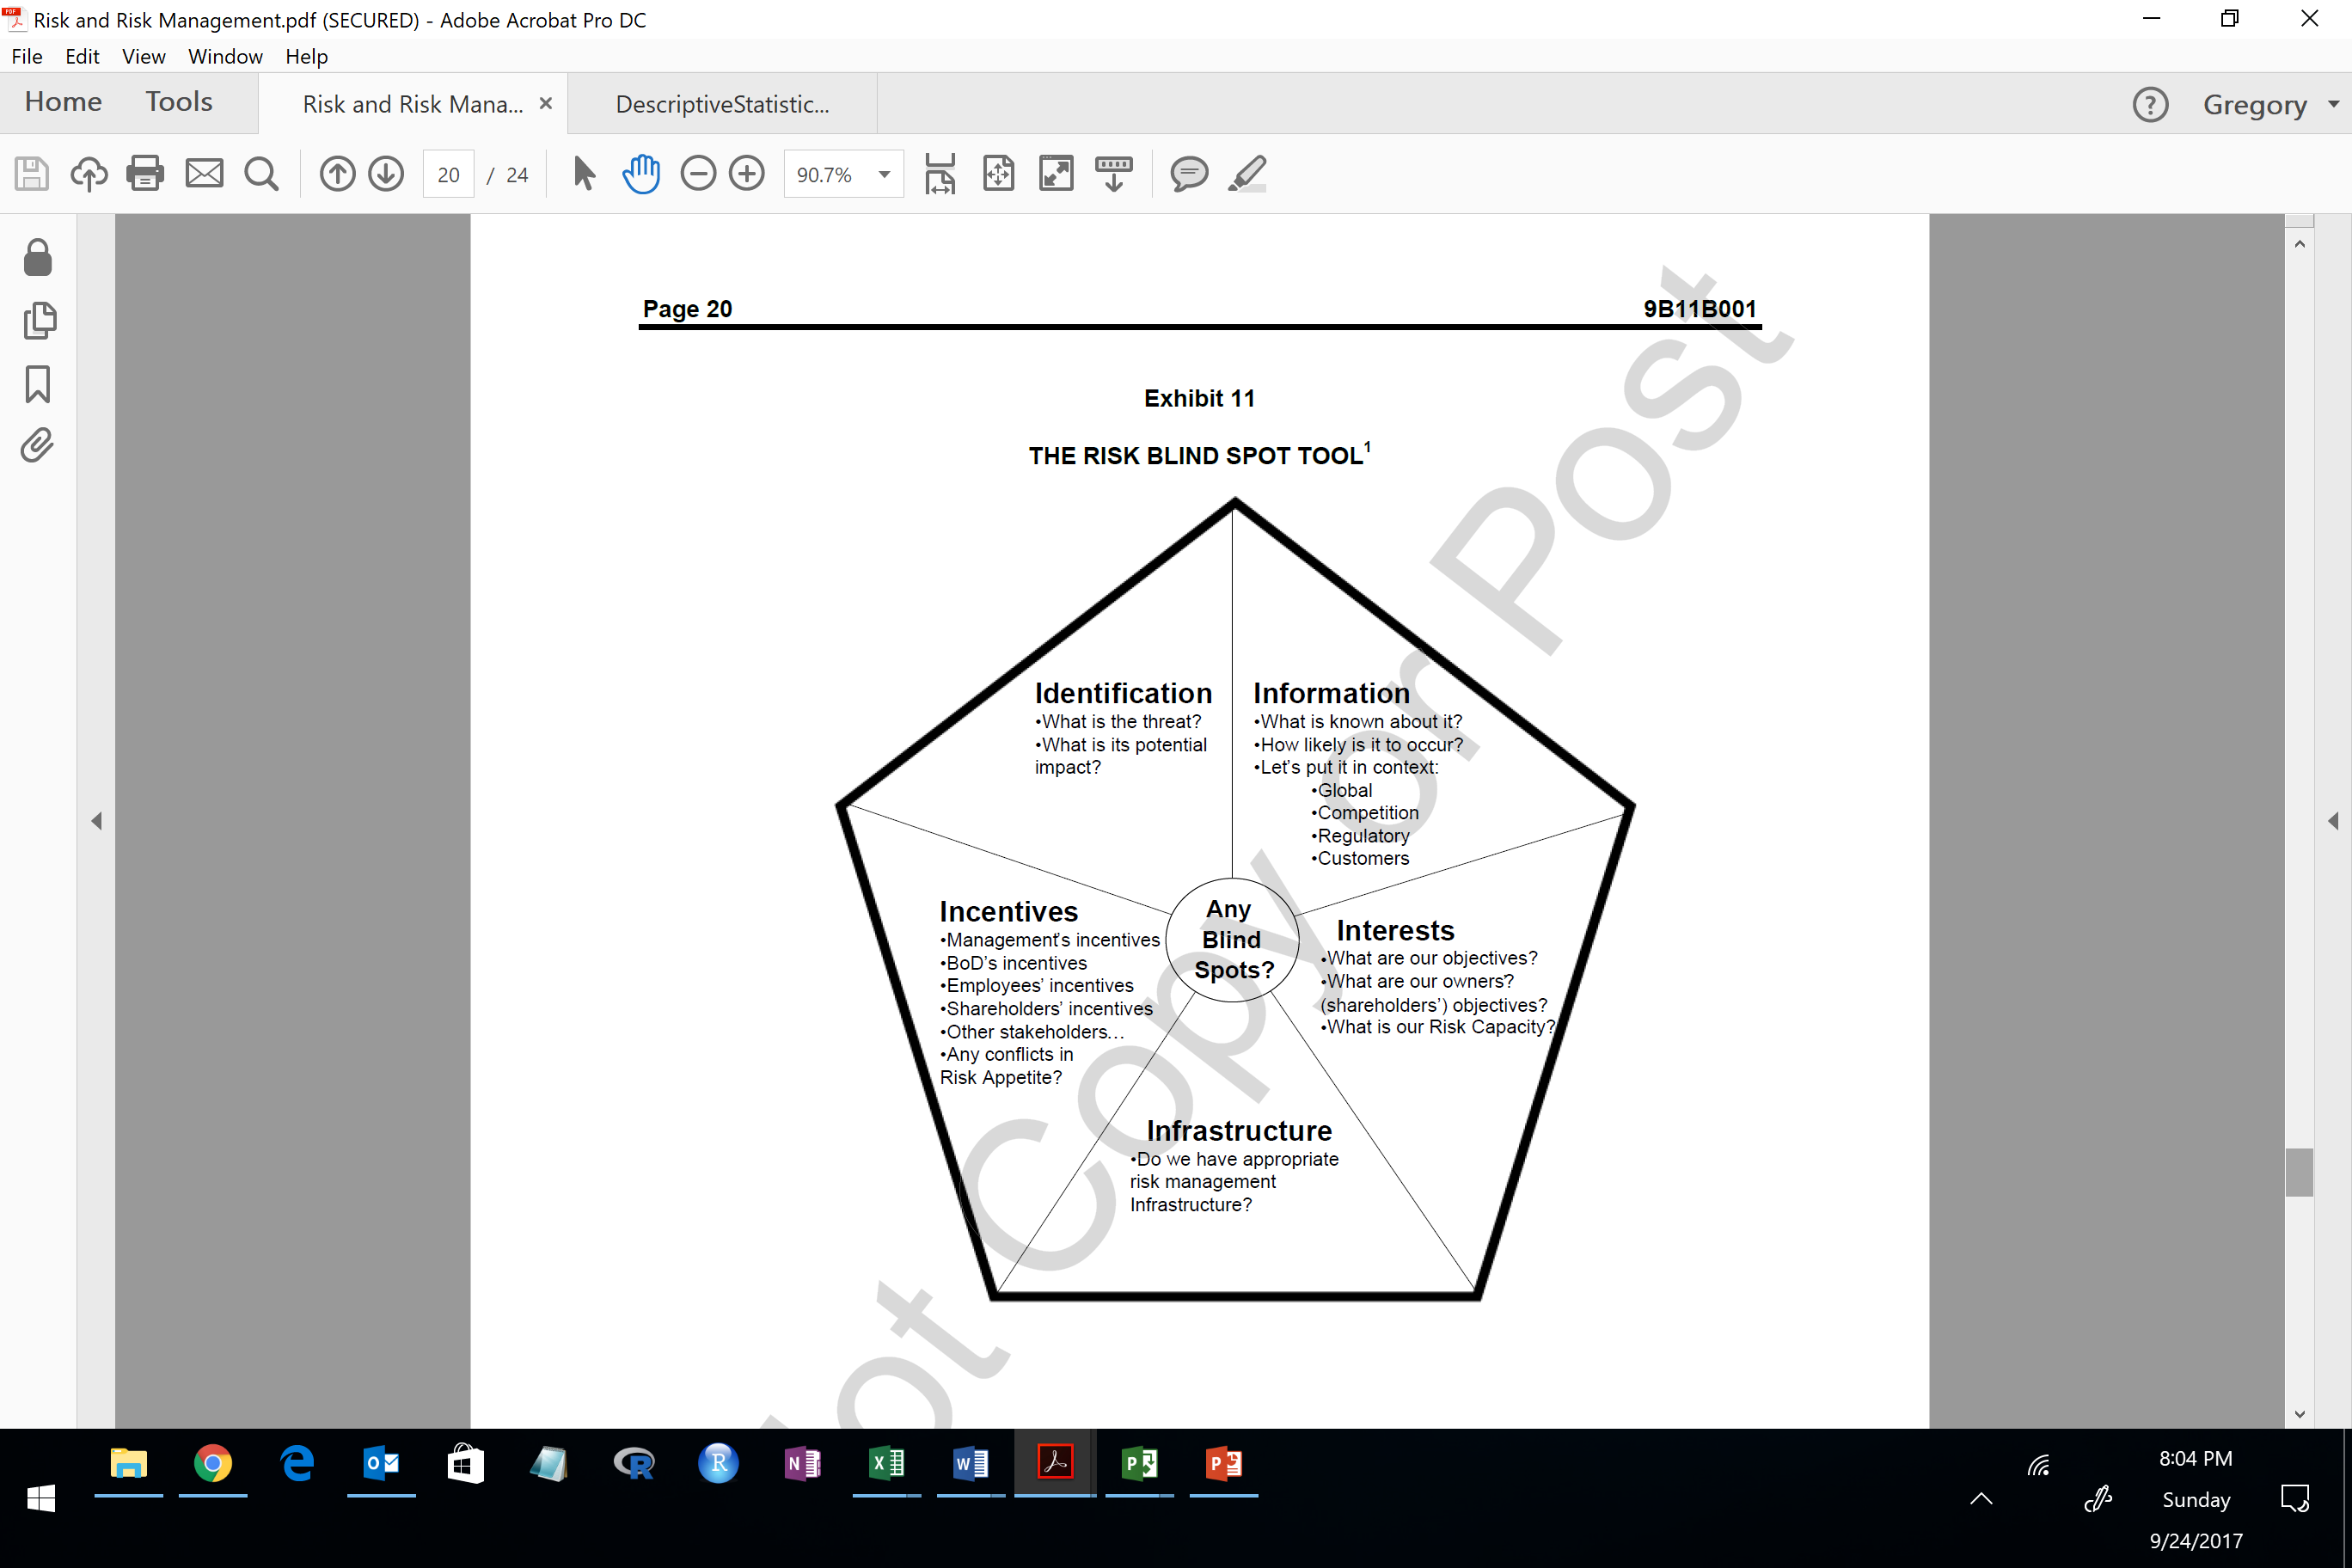 Risk and Risk Management.pdf (SECURED) - Adobe Acrobat Pro DC
File Edit View Window Help
Home Tools Risk and Risk Mana... × DescriptiveStatistic... ? Gregory
20 / 24 90.7%
Page 20 9B11B001
Exhibit 11
THE RISK BLIND SPOT TOOL1
Identification
•What is the threat?
•What is its potential
impact?
Information
•What is known about it?
•How likely is it to occur?
•Let's put it in context:
•Global
•Competition
•Regulatory
•Customers
Incentives
•Management's incentives
•BoD's incentives
•Employees' incentives
•Shareholders' incentives
•Other stakeholders…
•Any conflicts in
Risk Appetite?
Any
Blind
Spots?
Interests
•What are our objectives?
•What are our owners'?
(shareholders') objectives?
•What is our Risk Capacity?
Infrastructure
•Do we have appropriate
risk management
Infrastructure?
ot Copy or Post
8:04 PM
Sunday
9/24/2017